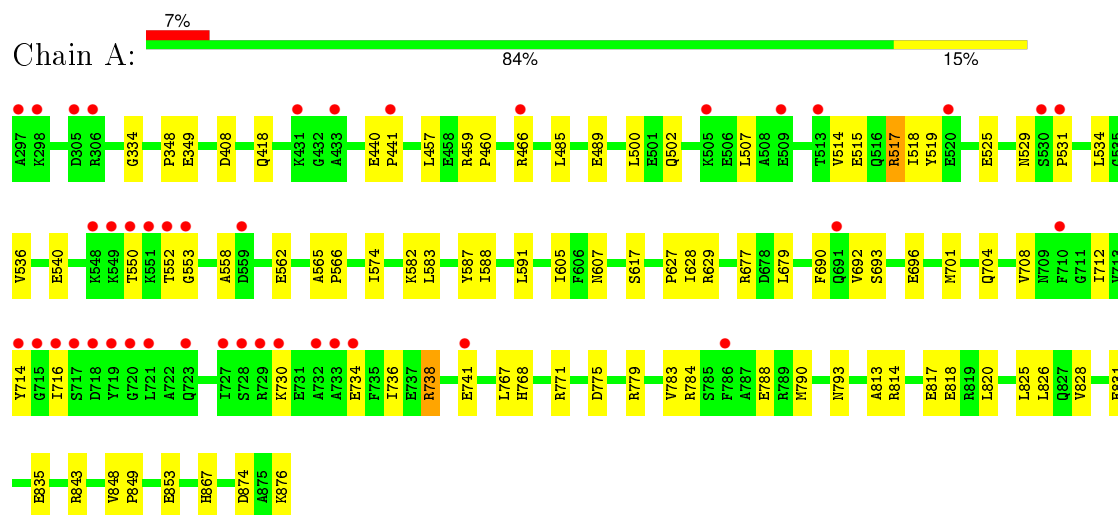 7%
Chain A:
84% 15%
A297 K298 D305 R306 G334 P348 E349 D408 Q418 K431 G432 A433 E440 P441 L457 E458 R459 P460 R466 L485 E489 L500 E501 Q502 K505 E506 L507 A508 E509 T513 V514 E515 Q516 R517 I518 Y519 E520 E525 N529 S530 P531 L534 G535
V536 E540 K548 K549 T550 K551 T552 G553 A558 D559 E562 A565 P566 I574 K582 L583 Y587 I588 L591 I605 F606 N607 S617 P627 I628 R629 R677 D678 L679 F690 Q691 V692 S693 E696 M701 Q704 V708 N709 F710 G711 I712 V713
Y714 G715 I716 S717 D718 Y719 G720 L721 A722 Q723 I727 S728 R729 K730 E731 A732 A733 E734 F735 I736 E737 R738 E741 L767 H768 R771 D775 R779 V783 R784 S785 F786 A787 E788 R789 M790 N793 A813 R814 E817 E818 R819 L820 L825 L826 Q827 V828
E835 R843 V848 P849 E853 H867 D874 A875 K876